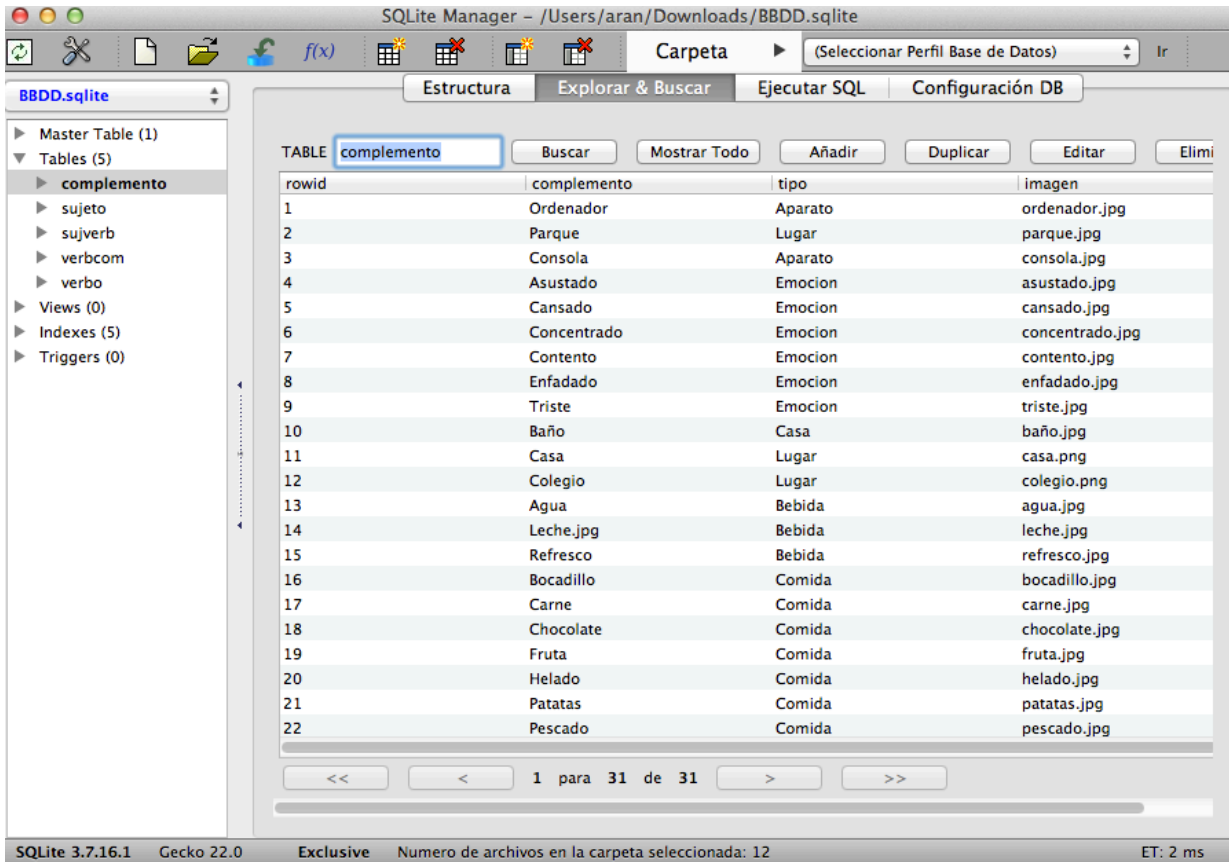 SQLite Manager – /Users/aran/Downloads/BBDD.sqlite
f(x) Carpeta (Seleccionar Perfil Base de Datos) Ir
BBDD.sqlite
Master Table (1)
Tables (5)
complemento
sujeto
sujverb
verbcom
verbo
Views (0)
Indexes (5)
Triggers (0)
Estructura Explorar & Buscar Ejecutar SQL Configuración DB
TABLE complemento Buscar Mostrar Todo Añadir Duplicar Editar Elimi
rowid complemento tipo imagen
1 Ordenador Aparato ordenador.jpg
2 Parque Lugar parque.jpg
3 Consola Aparato consola.jpg
4 Asustado Emocion asustado.jpg
5 Cansado Emocion cansado.jpg
6 Concentrado Emocion concentrado.jpg
7 Contento Emocion contento.jpg
8 Enfadado Emocion enfadado.jpg
9 Triste Emocion triste.jpg
10 Baño Casa baño.jpg
11 Casa Lugar casa.png
12 Colegio Lugar colegio.png
13 Agua Bebida agua.jpg
14 Leche.jpg Bebida leche.jpg
15 Refresco Bebida refresco.jpg
16 Bocadillo Comida bocadillo.jpg
17 Carne Comida carne.jpg
18 Chocolate Comida chocolate.jpg
19 Fruta Comida fruta.jpg
20 Helado Comida helado.jpg
21 Patatas Comida patatas.jpg
22 Pescado Comida pescado.jpg
<< < 1 para 31 de 31 > >>
SQLite 3.7.16.1 Gecko 22.0 Exclusive Numero de archivos en la carpeta seleccionada: 12 ET: 2 ms